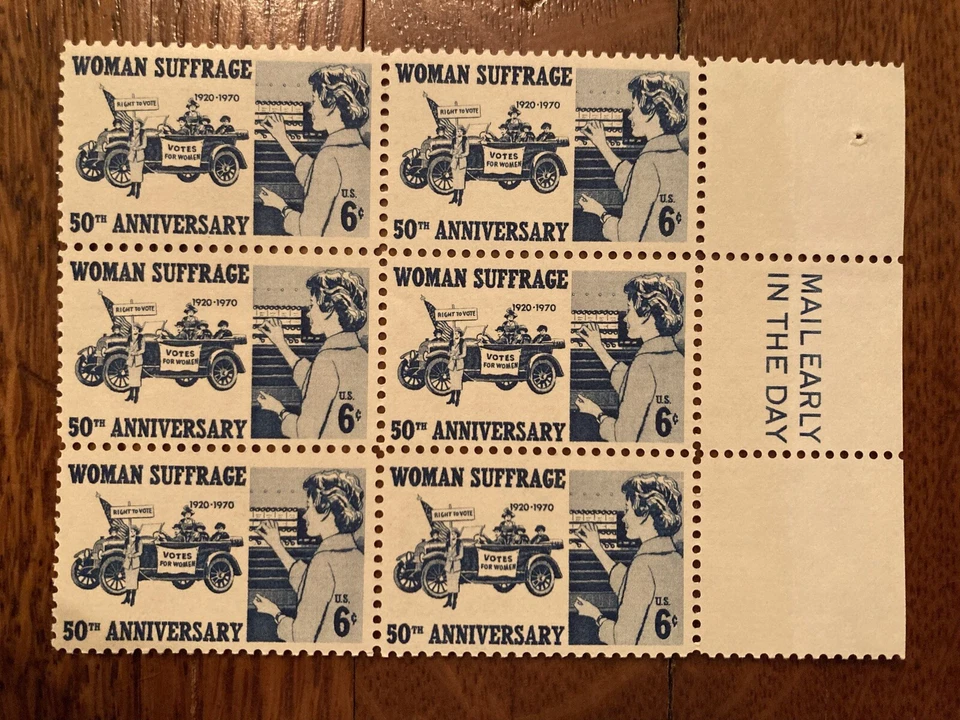 WOMAN SUFFRAGE
1920·1970
RIGHT TO VOTE
VOTES
FOR WOMEN
U.S.
6¢
50TH ANNIVERSARY
WOMAN SUFFRAGE
1920·1970
RIGHT TO VOTE
VOTES
FOR WOMEN
U.S.
6¢
50TH ANNIVERSARY
WOMAN SUFFRAGE
1920·1970
RIGHT TO VOTE
VOTES
FOR WOMEN
U.S.
6¢
50TH ANNIVERSARY
WOMAN SUFFRAGE
1920·1970
RIGHT TO VOTE
VOTES
FOR WOMEN
U.S.
6¢
50TH ANNIVERSARY
MAIL EARLY
IN THE DAY
WOMAN SUFFRAGE
1920·1970
RIGHT TO VOTE
VOTES
FOR WOMEN
U.S.
6¢
50TH ANNIVERSARY
WOMAN SUFFRAGE
1920·1970
RIGHT TO VOTE
VOTES
FOR WOMEN
U.S.
6¢
50TH ANNIVERSARY